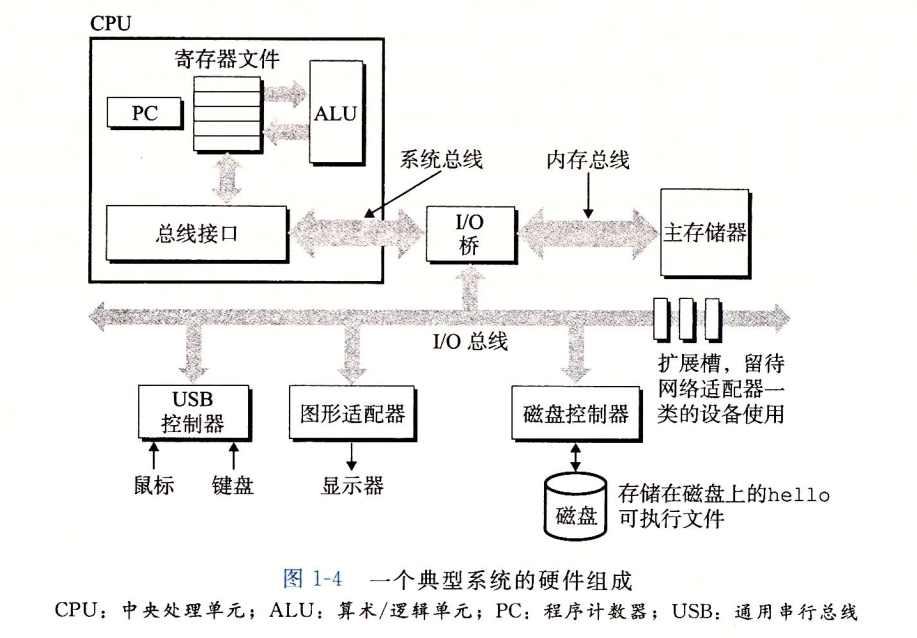 CPU
寄存器文件
PC
ALU
系统总线
内存总线
总线接口
I/O
桥
主存储器
I/O 总线
扩展槽，留待
网络适配器一
类的设备使用
USB
控制器
图形适配器
磁盘控制器
鼠标
键盘
显示器
磁盘
存储在磁盘上的hello
可执行文件
图 1-4 一个典型系统的硬件组成
CPU：中央处理单元；ALU：算术/逻辑单元；PC：程序计数器；USB：通用串行总线